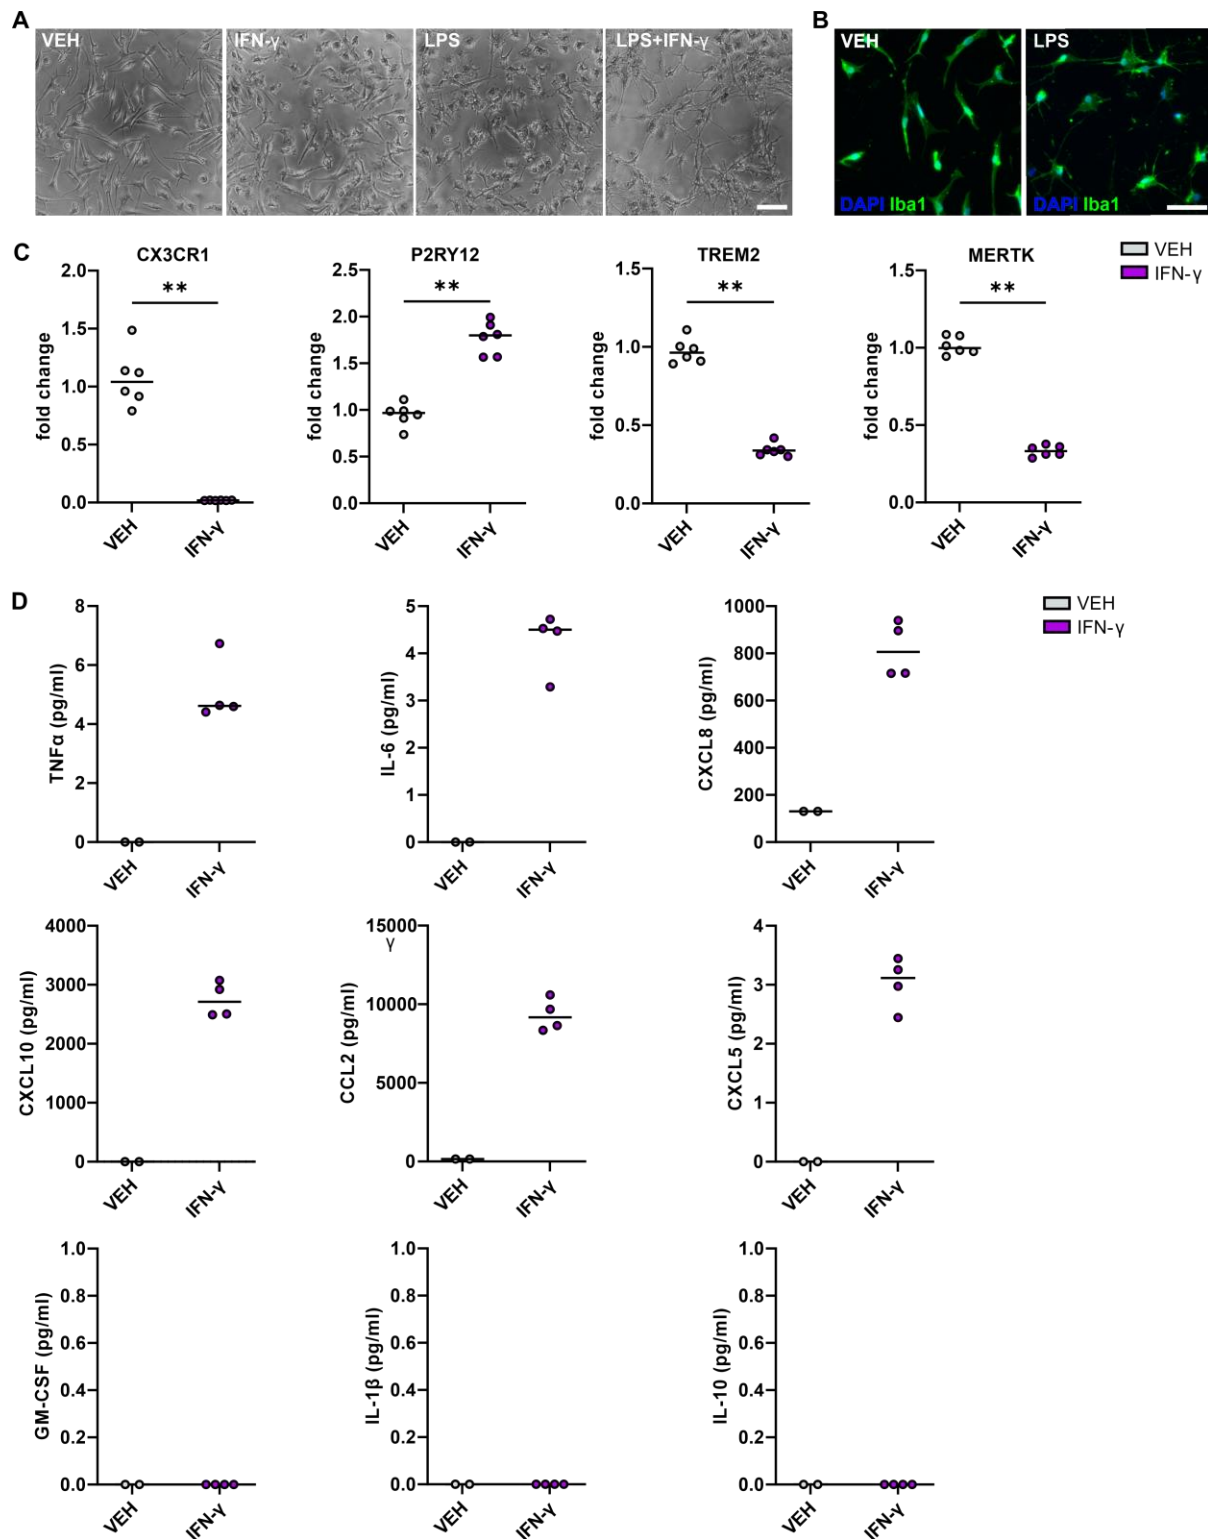 A
VEH
IFN-γ
LPS
LPS+IFN-γ
B
VEH
LPS
DAPI Iba1
DAPI Iba1
C
CX3CR1
fold change
2.0
1.5
1.0
0.5
0.0
**
VEH
IFN-γ
P2RY12
fold change
2.5
2.0
1.5
1.0
0.5
0.0
**
VEH
IFN-γ
TREM2
fold change
1.5
1.0
0.5
0.0
**
VEH
IFN-γ
MERTK
fold change
1.5
1.0
0.5
0.0
**
VEH
IFN-γ
VEH
IFN-γ
D
TNFα (pg/ml)
8
6
4
2
0
VEH
IFN-γ
IL-6 (pg/ml)
5
4
3
2
1
0
VEH
IFN-γ
CXCL8 (pg/ml)
1000
800
600
400
200
0
VEH
IFN-γ
VEH
IFN-γ
CXCL10 (pg/ml)
4000
3000
2000
1000
0
VEH
IFN-γ
CCL2 (pg/ml)
15000
γ
10000
5000
0
VEH
IFN-γ
CXCL5 (pg/ml)
4
3
2
1
0
VEH
IFN-γ
GM-CSF (pg/ml)
1.0
0.8
0.6
0.4
0.2
0.0
VEH
IFN-γ
IL-1β (pg/ml)
1.0
0.8
0.6
0.4
0.2
0.0
VEH
IFN-γ
IL-10 (pg/ml)
1.0
0.8
0.6
0.4
0.2
0.0
VEH
IFN-γ